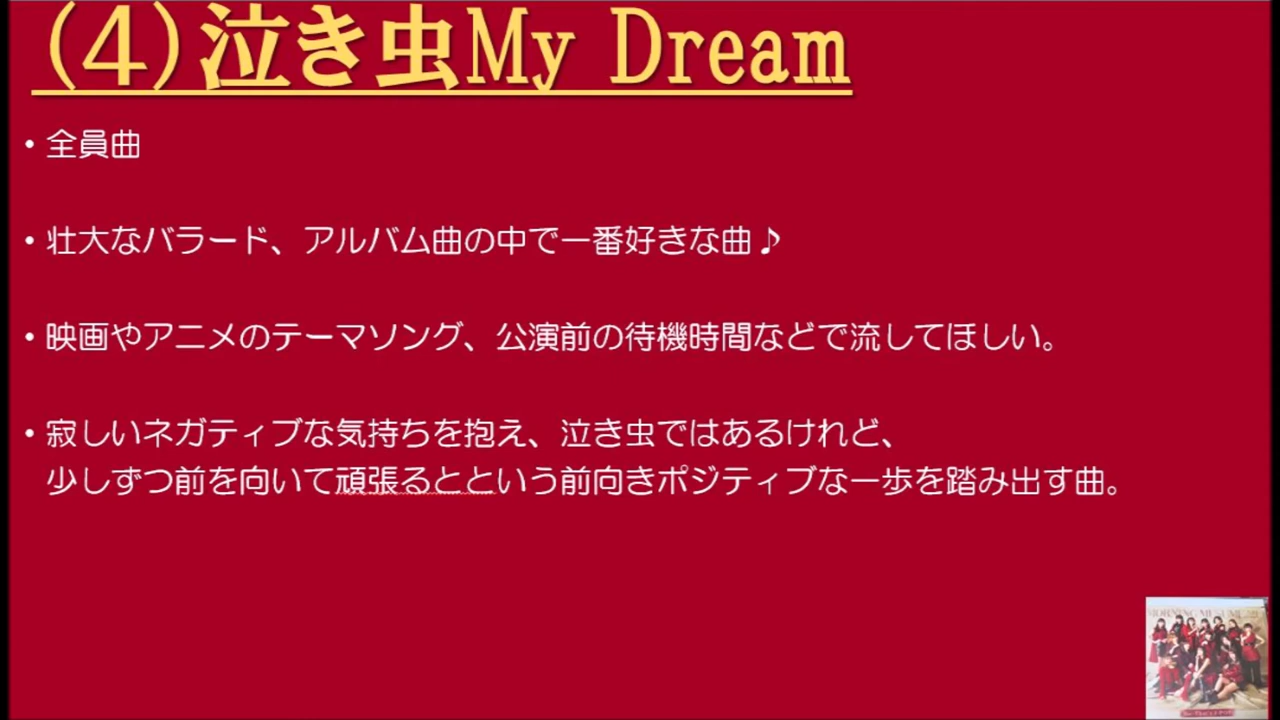 (4)泣き虫My Dream
• 全員曲
• 壮大なバラード、アルバム曲の中で一番好きな曲♪
• 映画やアニメのテーマソング、公演前の待機時間などで流してほしい。
• 寂しいネガティブな気持ちを抱え、泣き虫ではあるけれど、
少しずつ前を向いて頑張るとという前向きポジティブな一歩を踏み出す曲。